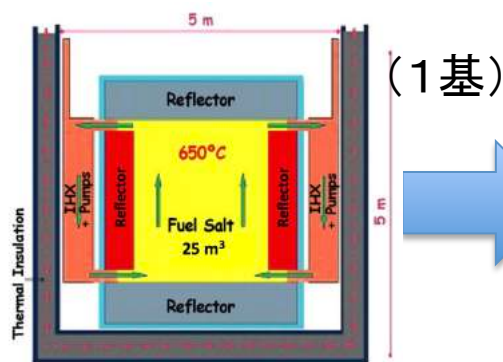 5 m
(1基)
Reflector
650°C
IHX
+ Pumps
Reflector
Reflector
IHX
+ Pumps
5 m
Fuel Salt
25 m³
Thermal Insulation
Reflector